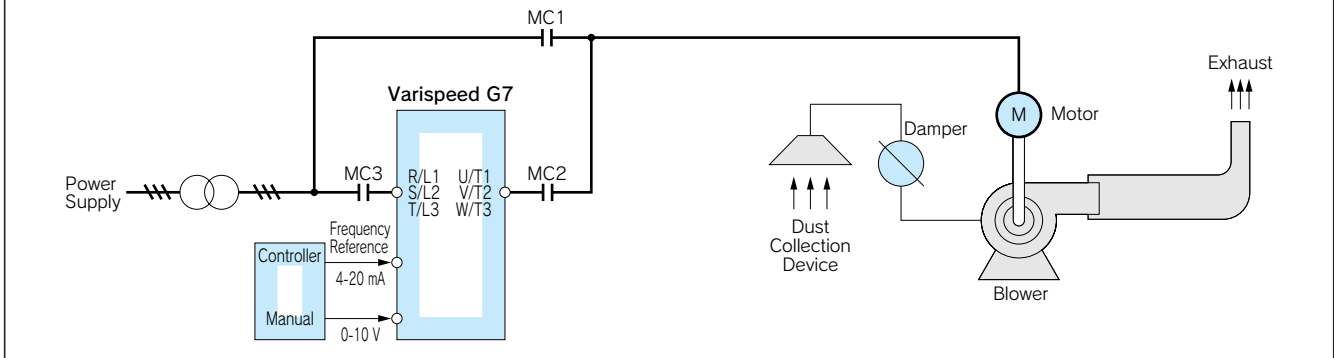 MC1
Varispeed G7
Exhaust
M
Motor
Damper
Power
Supply
MC3
R/L1
S/L2
T/L3
U/T1
V/T2
W/T3
MC2
Frequency
Reference
Controller
4-20 mA
Manual
0-10 V
Dust
Collection
Device
Blower